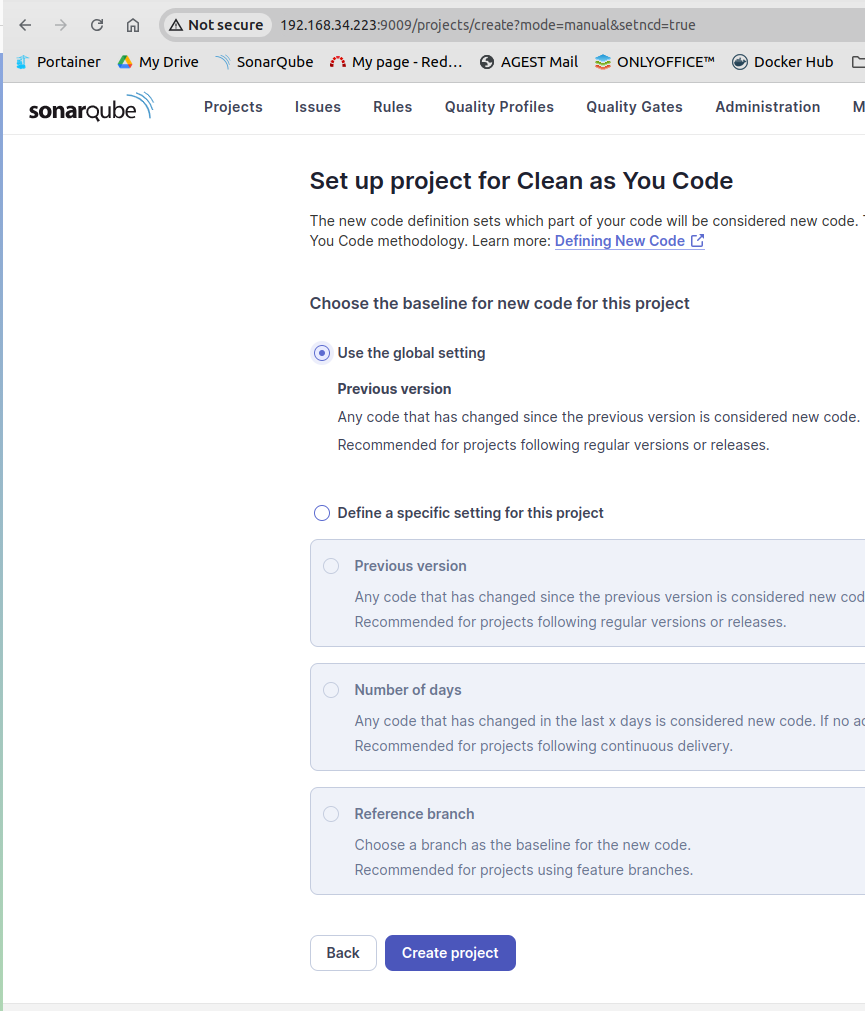 Not secure 192.168.34.223:9009/projects/create?mode=manual&setncd=true
Portainer My Drive SonarQube My page - Red... AGEST Mail ONLYOFFICE™ Docker Hub
sonarqube Projects Issues Rules Quality Profiles Quality Gates Administration M
Set up project for Clean as You Code
The new code definition sets which part of your code will be considered new code.
You Code methodology. Learn more: Defining New Code
Choose the baseline for new code for this project
Use the global setting
Previous version
Any code that has changed since the previous version is considered new code.
Recommended for projects following regular versions or releases.
Define a specific setting for this project
Previous version
Any code that has changed since the previous version is considered new cod
Recommended for projects following regular versions or releases.
Number of days
Any code that has changed in the last x days is considered new code. If no ac
Recommended for projects following continuous delivery.
Reference branch
Choose a branch as the baseline for the new code.
Recommended for projects using feature branches.
Back Create project